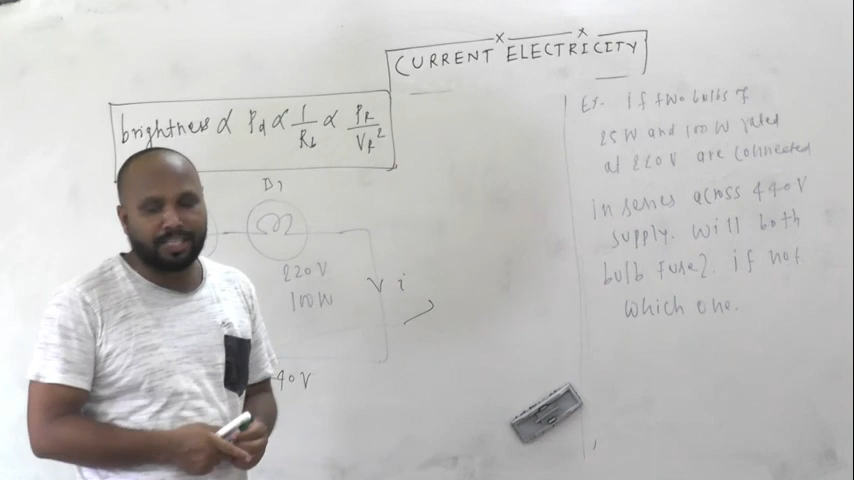 CURRENT ELECTRICITY
brightness ∝ Pd ∝ 1/Rb ∝ PR/VR²
Ex- if two bulbs of
25W and 100W rated
at 220V are connected
in series across 440V
supply. will both
bulb fuse?. if not
which one.
B1
220V
100W
i
40V